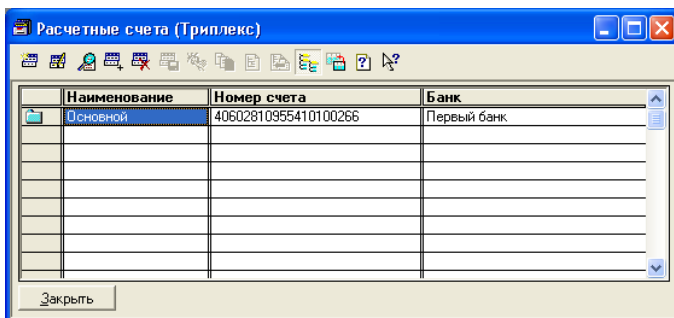 Расчетные счета (Триплекс)
Наименование Номер счета Банк
Основной 40602810955410100266 Первый банк
Закрыть